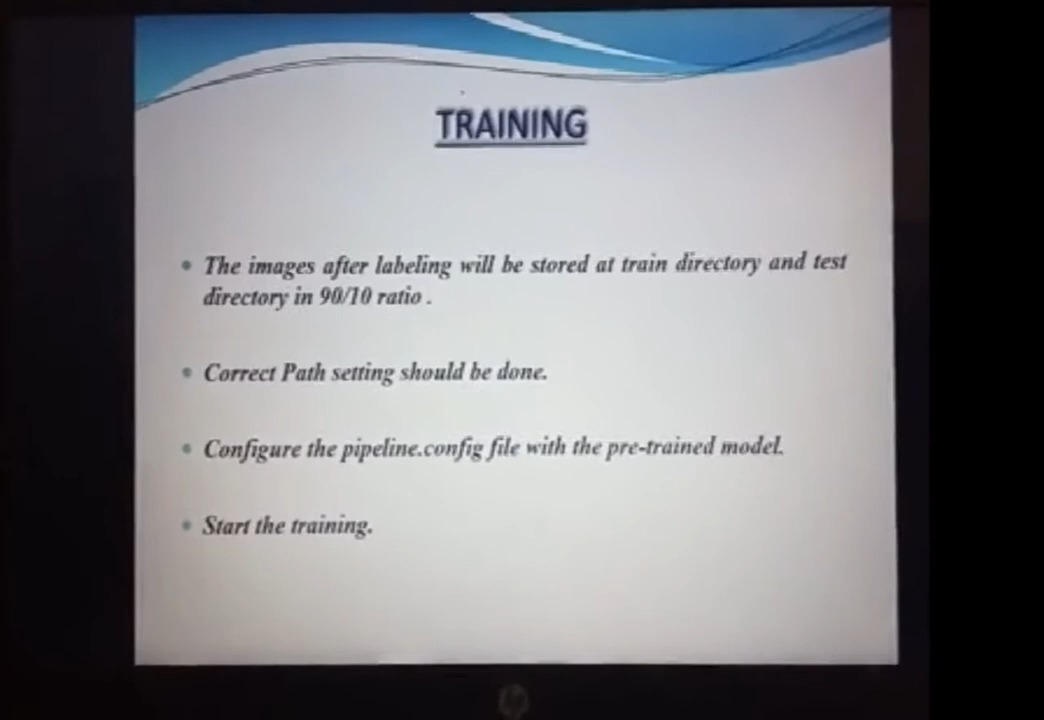 TRAINING
• The images after labeling will be stored at train directory and test
directory in 90/10 ratio .
• Correct Path setting should be done.
• Configure the pipeline.config file with the pre-trained model.
• Start the training.
hp